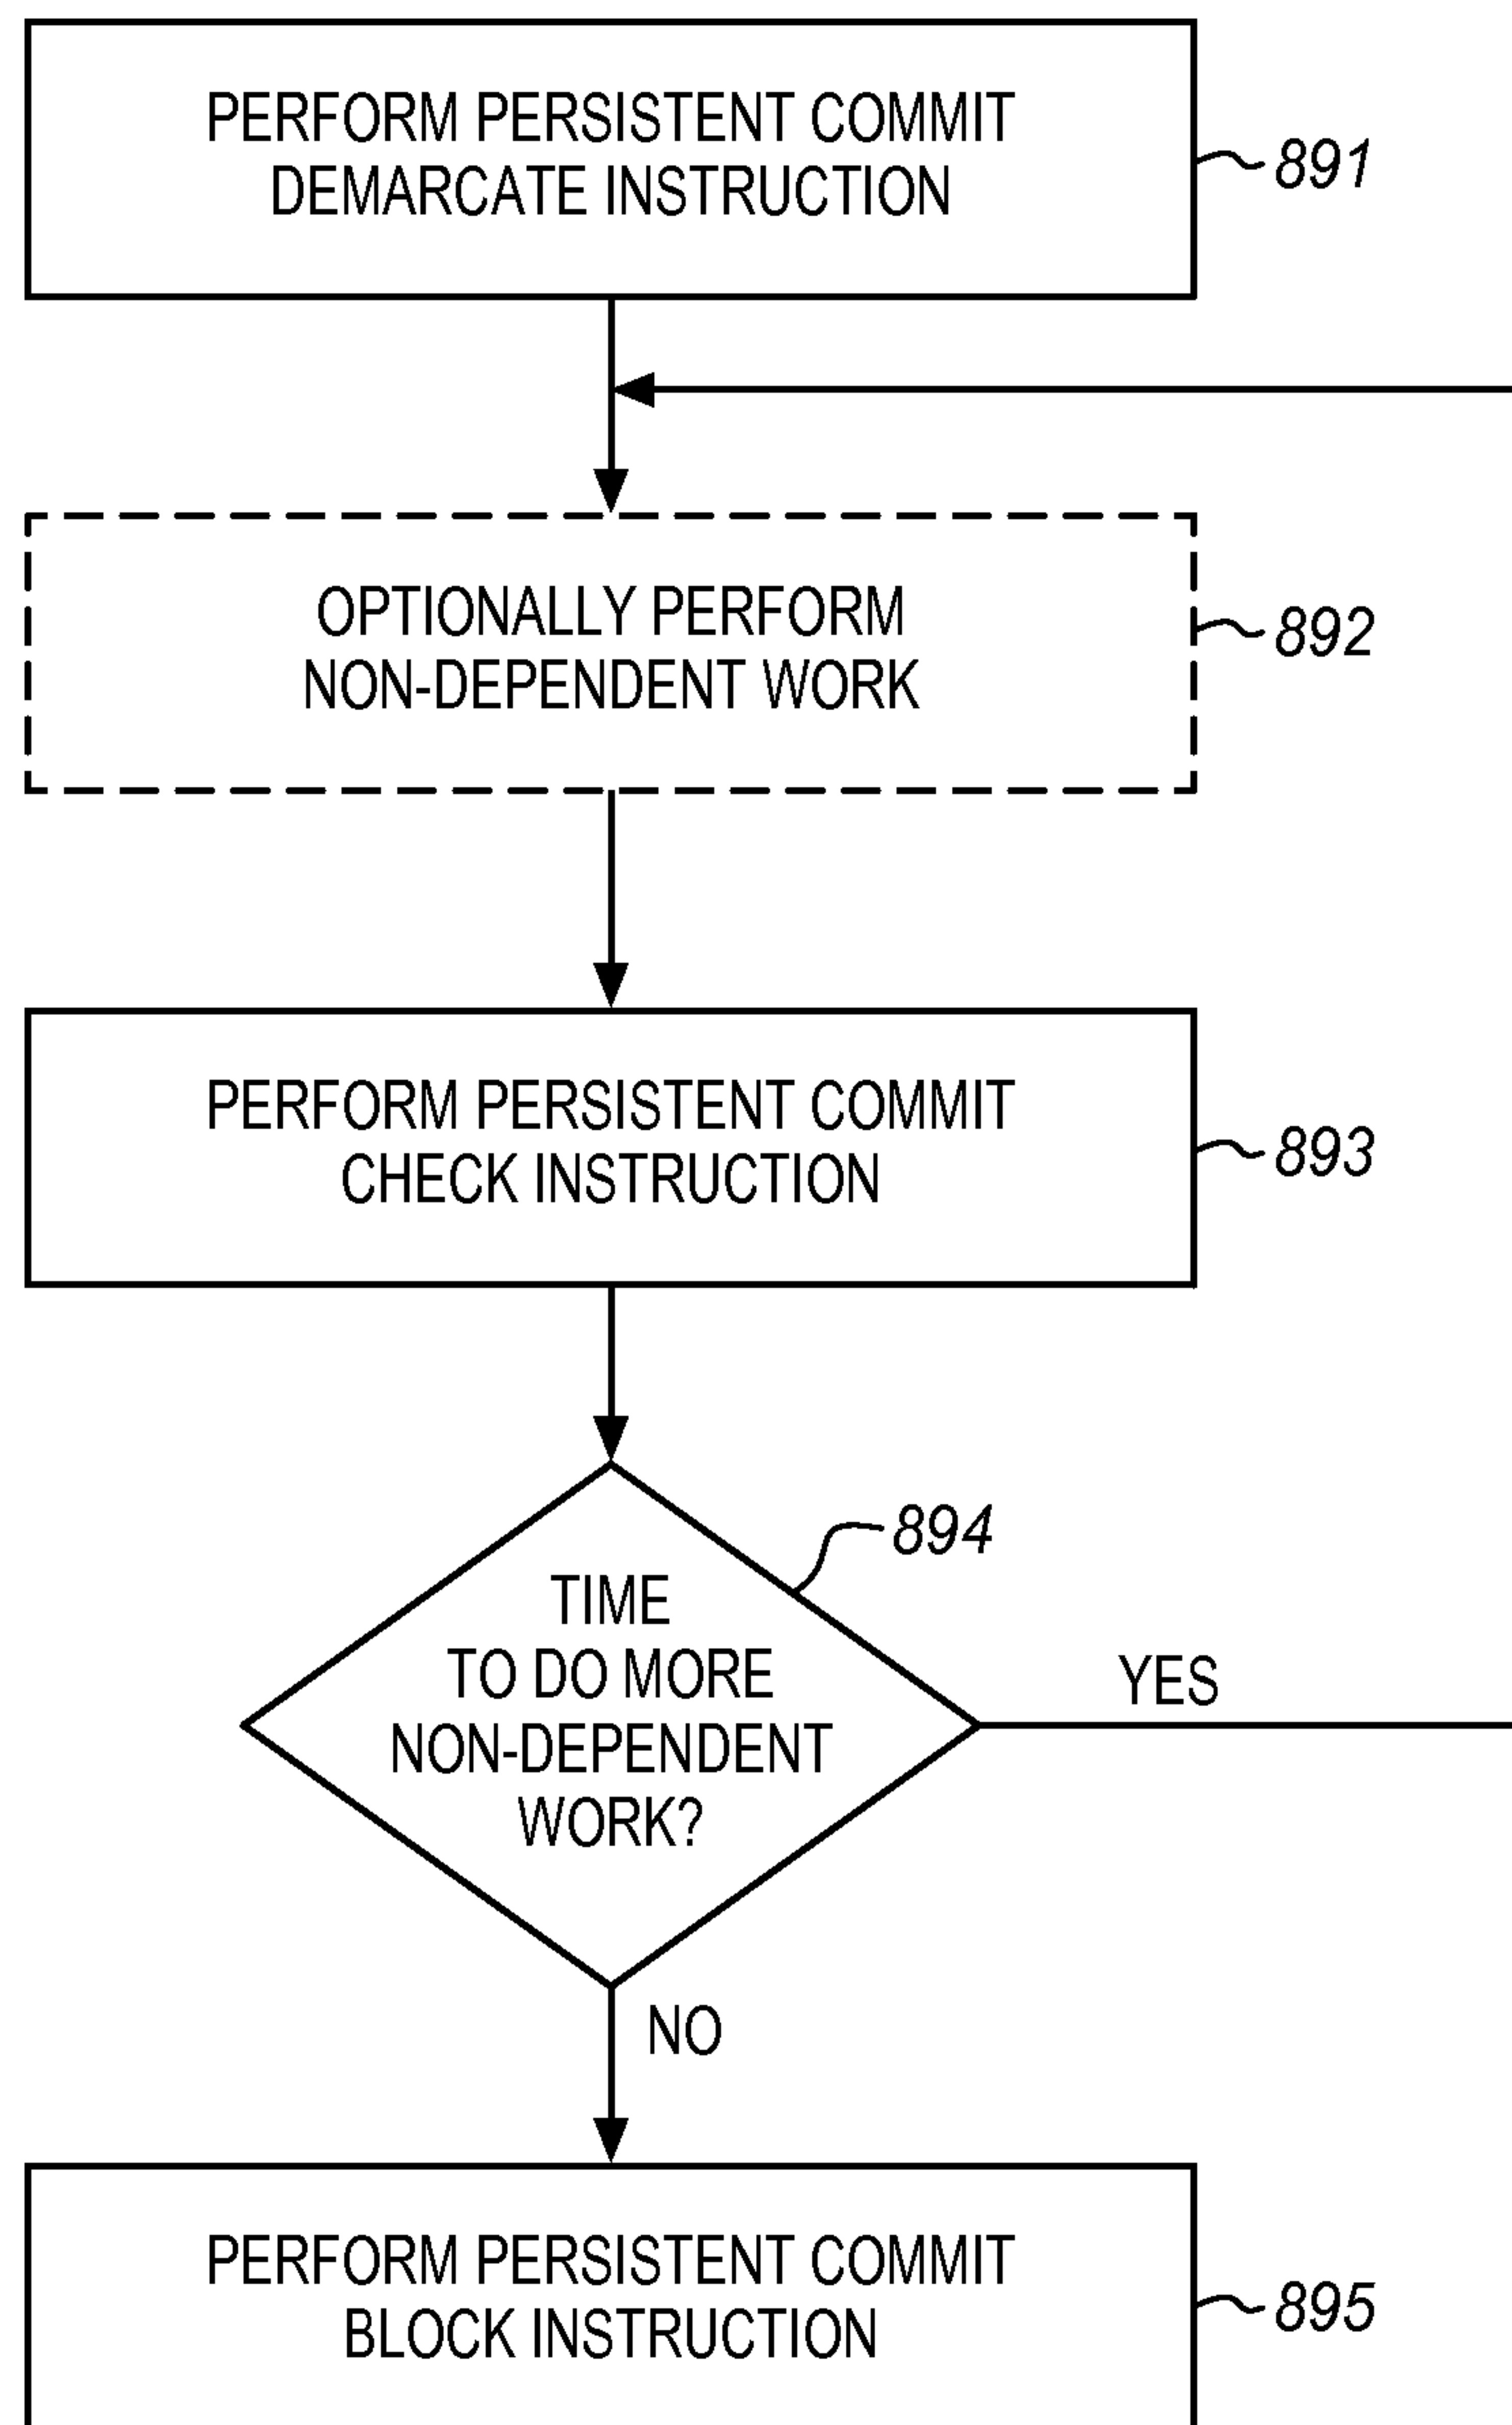 PERFORM PERSISTENT COMMIT
DEMARCATE INSTRUCTION
891
OPTIONALLY PERFORM
NON-DEPENDENT WORK
892
PERFORM PERSISTENT COMMIT
CHECK INSTRUCTION
893
894
TIME
TO DO MORE
NON-DEPENDENT
WORK?
YES
NO
PERFORM PERSISTENT COMMIT
BLOCK INSTRUCTION
895